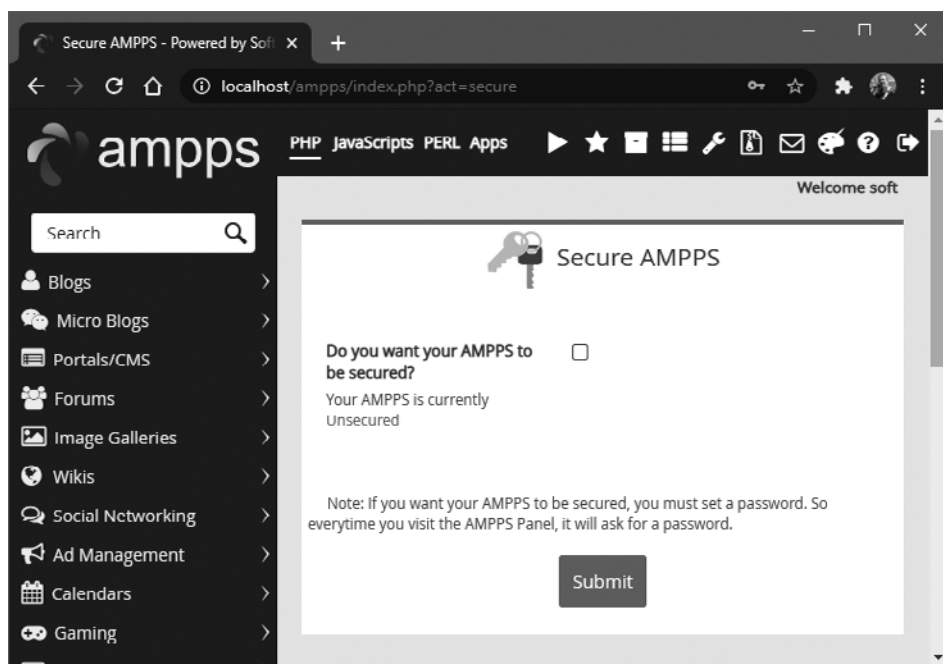 Secure AMPPS - Powered by Soft
localhost/ampps/index.php?act=secure
ampps
PHP JavaScripts PERL Apps
Welcome soft
Search
Blogs
Micro Blogs
Portals/CMS
Forums
Image Galleries
Wikis
Social Networking
Ad Management
Calendars
Gaming
Secure AMPPS
Do you want your AMPPS to
be secured?
Your AMPPS is currently
Unsecured
Note: If you want your AMPPS to be secured, you must set a password. So
everytime you visit the AMPPS Panel, it will ask for a password.
Submit